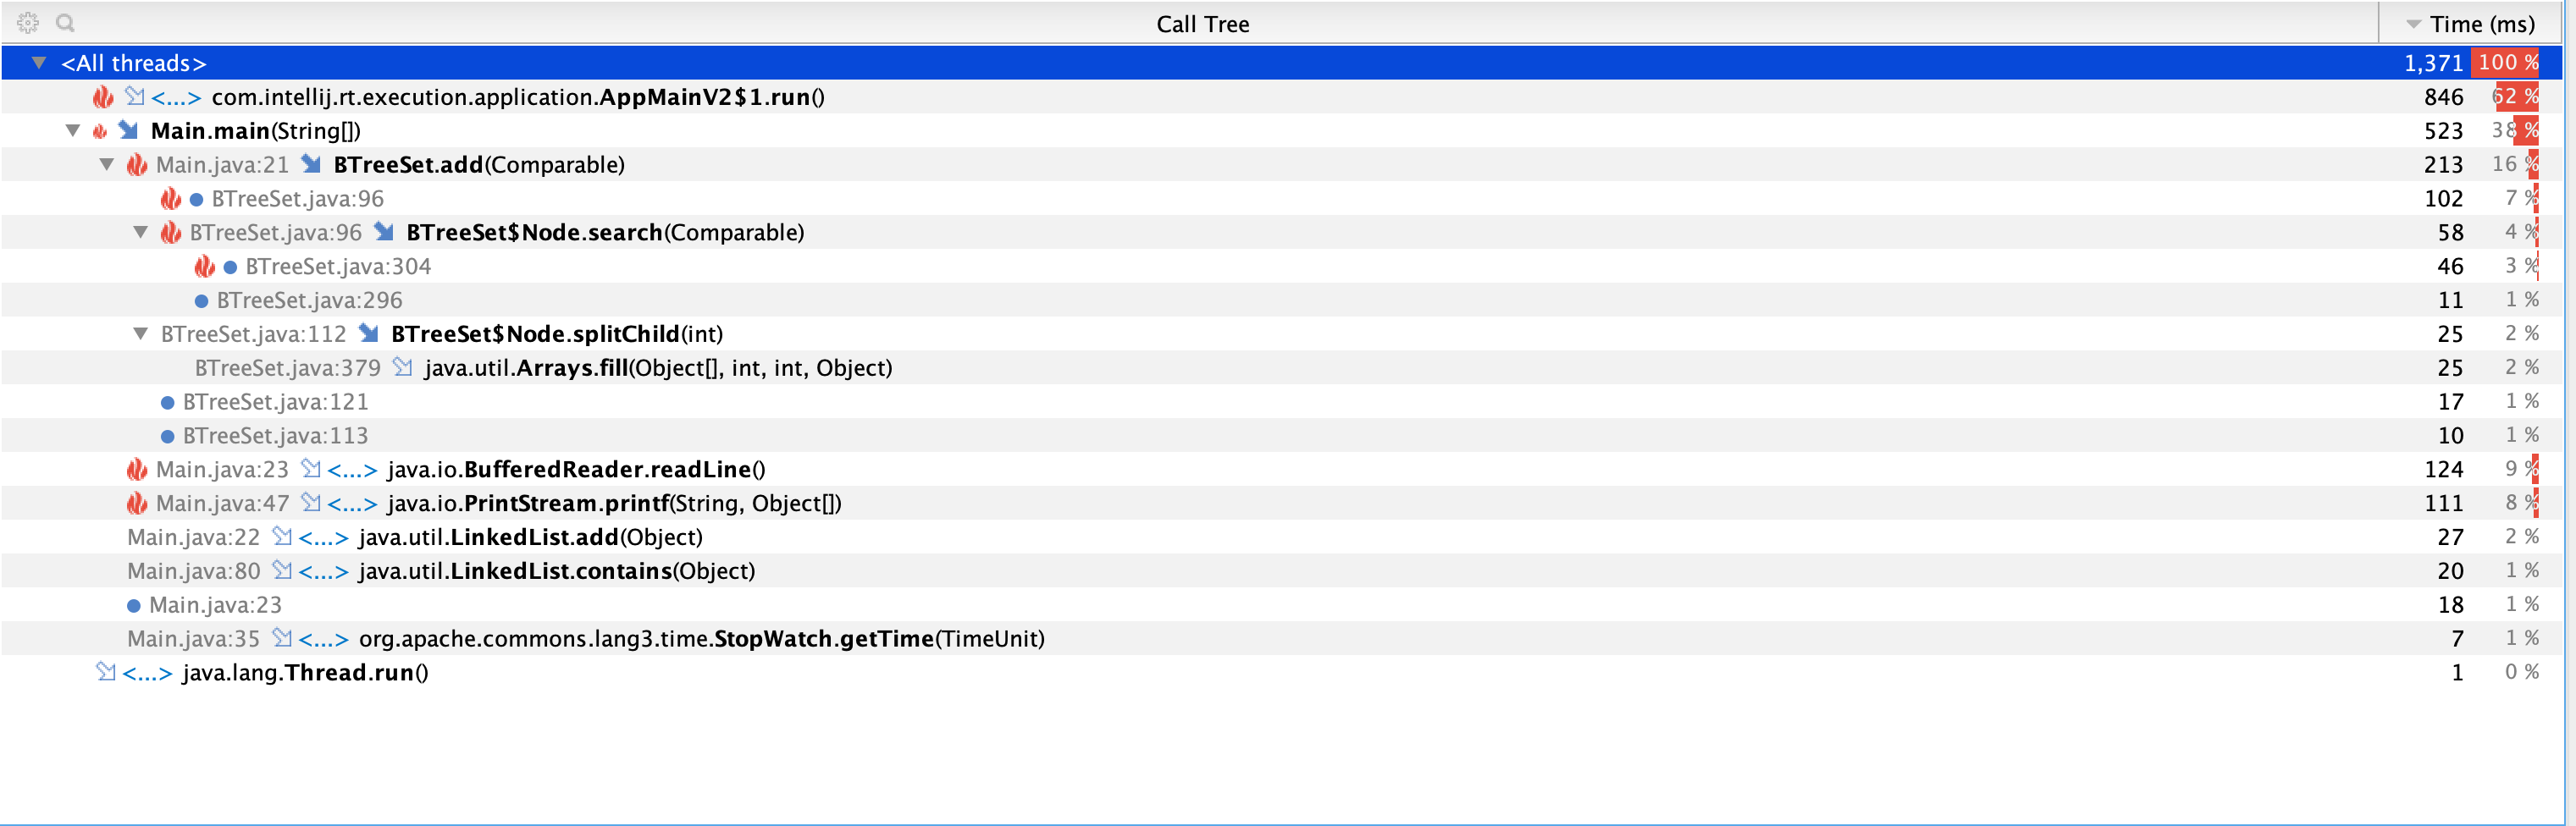 Call Tree Time (ms)
<All threads> 1,371 100 %
<...> com.intellij.rt.execution.application.AppMainV2$1.run() 846 62 %
Main.main(String[]) 523 38 %
Main.java:21 BTreeSet.add(Comparable) 213 16 %
BTreeSet.java:96 102 7 %
BTreeSet.java:96 BTreeSet$Node.search(Comparable) 58 4 %
BTreeSet.java:304 46 3 %
BTreeSet.java:296 11 1 %
BTreeSet.java:112 BTreeSet$Node.splitChild(int) 25 2 %
BTreeSet.java:379 java.util.Arrays.fill(Object[], int, int, Object) 25 2 %
BTreeSet.java:121 17 1 %
BTreeSet.java:113 10 1 %
Main.java:23 <...> java.io.BufferedReader.readLine() 124 9 %
Main.java:47 <...> java.io.PrintStream.printf(String, Object[]) 111 8 %
Main.java:22 <...> java.util.LinkedList.add(Object) 27 2 %
Main.java:80 <...> java.util.LinkedList.contains(Object) 20 1 %
Main.java:23 18 1 %
Main.java:35 <...> org.apache.commons.lang3.time.StopWatch.getTime(TimeUnit) 7 1 %
<...> java.lang.Thread.run() 1 0 %